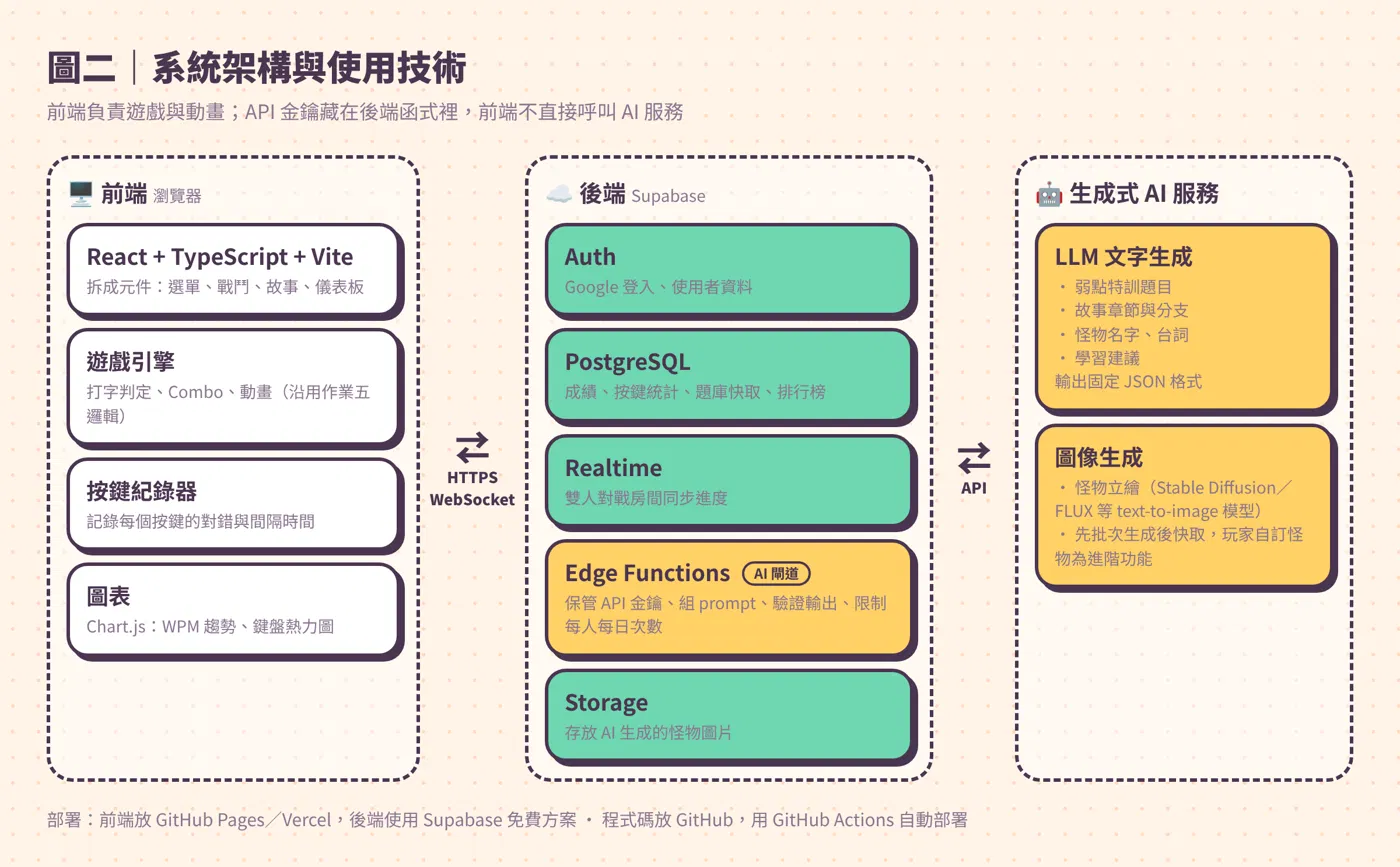 圖二｜系統架構與使用技術
前端負責遊戲與動畫；API 金鑰藏在後端函式裡，前端不直接呼叫 AI 服務
前端 瀏覽器
React + TypeScript + Vite
拆成元件：選單、戰鬥、故事、儀表板
遊戲引擎
打字判定、Combo、動畫（沿用作業五
邏輯）
按鍵紀錄器
記錄每個按鍵的對錯與間隔時間
圖表
Chart.js：WPM 趨勢、鍵盤熱力圖
HTTPS
WebSocket
後端 Supabase
Auth
Google 登入、使用者資料
PostgreSQL
成績、按鍵統計、題庫快取、排行榜
Realtime
雙人對戰房間同步進度
Edge Functions AI 閘道
保管 API 金鑰、組 prompt、驗證輸出、限制
每人每日次數
Storage
存放 AI 生成的怪物圖片
API
生成式 AI 服務
LLM 文字生成
・ 弱點特訓題目
・ 故事章節與分支
・ 怪物名字、台詞
・ 學習建議
輸出固定 JSON 格式
圖像生成
・ 怪物立繪（Stable Diffusion／
FLUX 等 text-to-image 模型）
・ 先批次生成後快取，玩家自訂怪
物為進階功能
部署：前端放 GitHub Pages／Vercel，後端使用 Supabase 免費方案 ・ 程式碼放 GitHub，用 GitHub Actions 自動部署